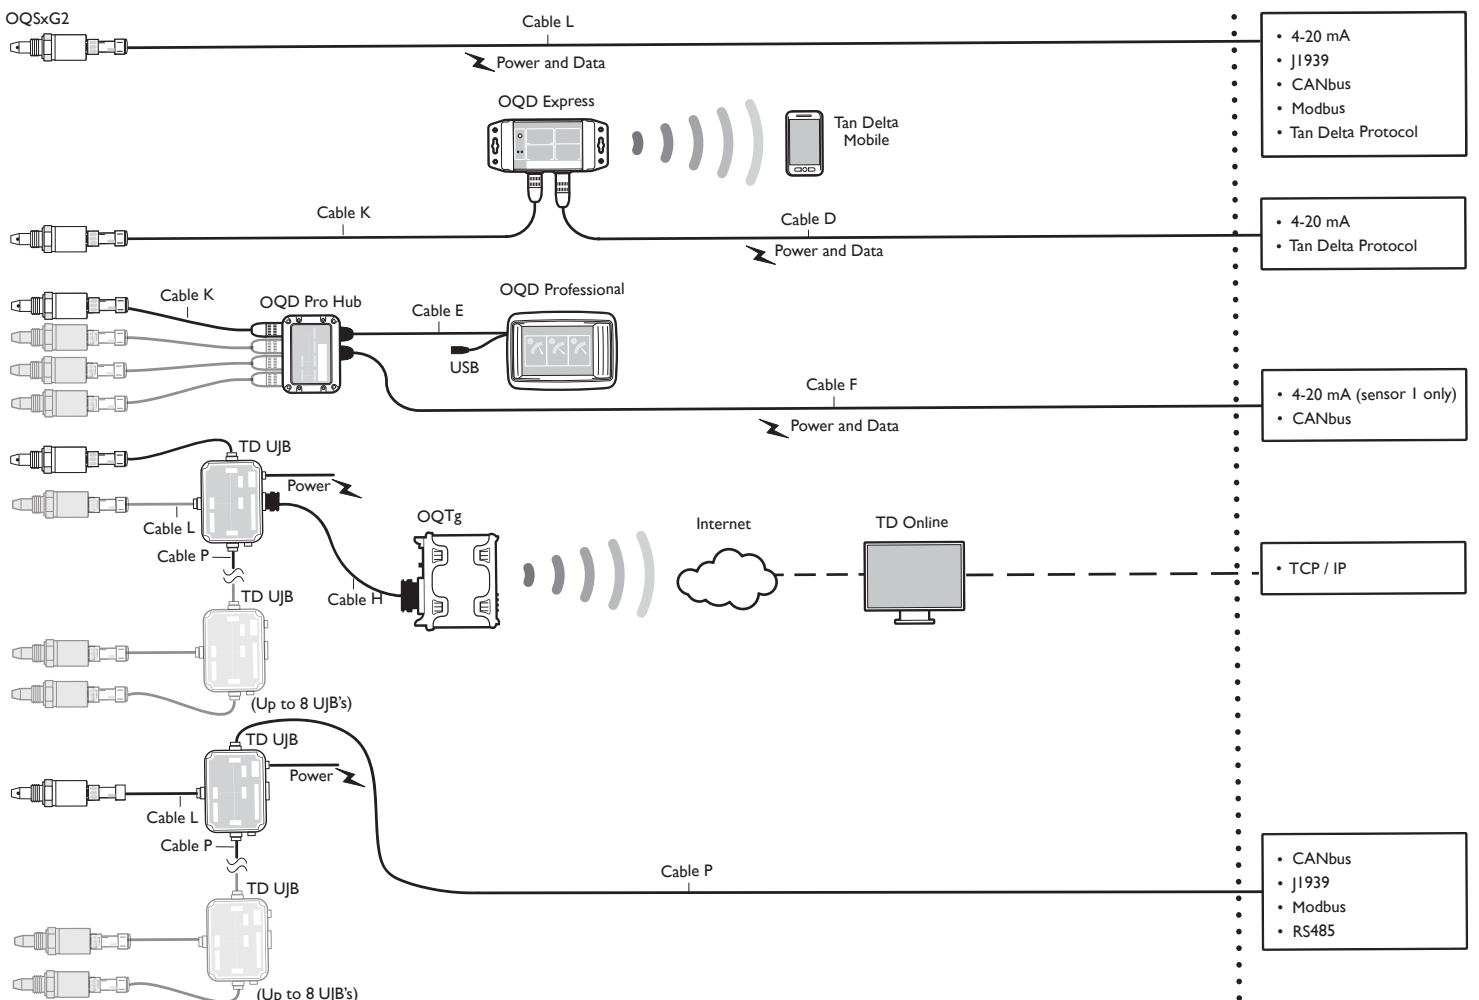 OQSxG2
Cable L
Power and Data
• 4-20 mA
• J1939
• CANbus
• Modbus
• Tan Delta Protocol
OQD Express
Tan Delta
Mobile
Cable K
Cable D
Power and Data
• 4-20 mA
• Tan Delta Protocol
Cable K
OQD Pro Hub
Cable E
OQD Professional
USB
Cable F
Power and Data
• 4-20 mA (sensor 1 only)
• CANbus
TD UJB
Power
Cable L
Cable P
Cable H
OQTg
Internet
TD Online
• TCP / IP
TD UJB
(Up to 8 UJB's)
TD UJB
Power
Cable L
Cable P
Cable P
• CANbus
• J1939
• Modbus
• RS485
TD UJB
(Up to 8 UJB's)